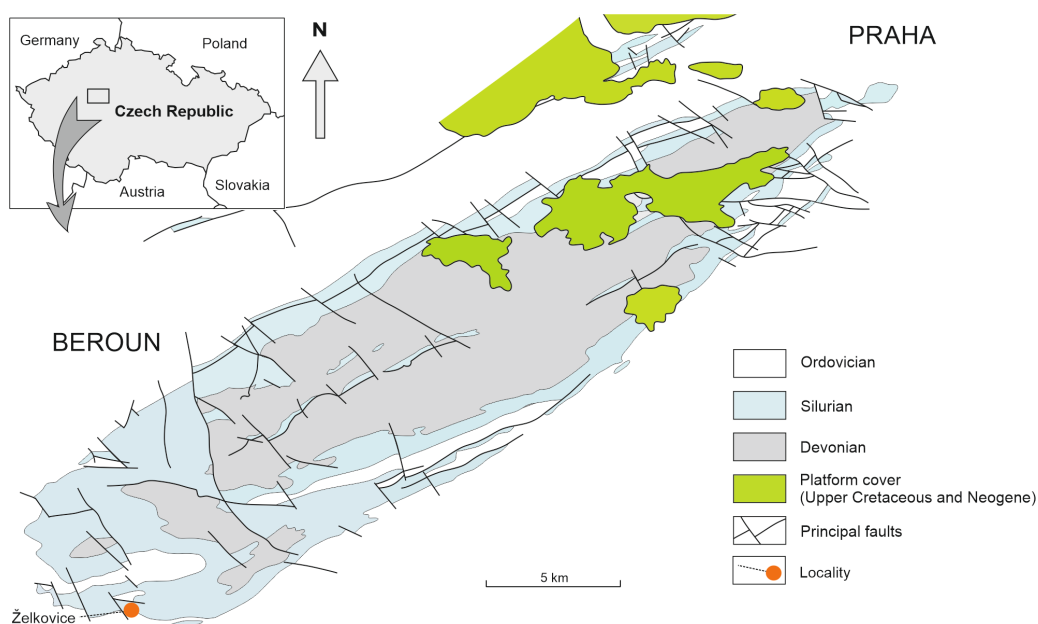 Germany
Poland
Czech Republic
Austria
Slovakia
N
PRAHA
BEROUN
Ordovician
Silurian
Devonian
Platform cover
(Upper Cretaceous and Neogene)
Principal faults
Locality
5 km
Želkovice